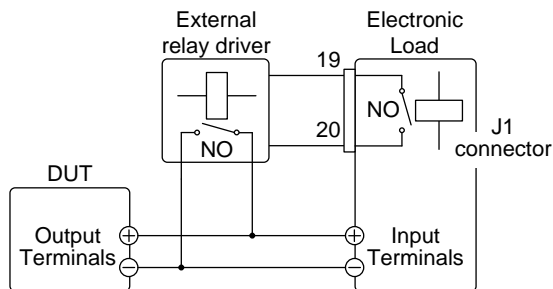 External
relay driver
Electronic
Load
19
NO
20
NO
J1
connector
DUT
Output
Terminals
+
−
+
−
Input
Terminals